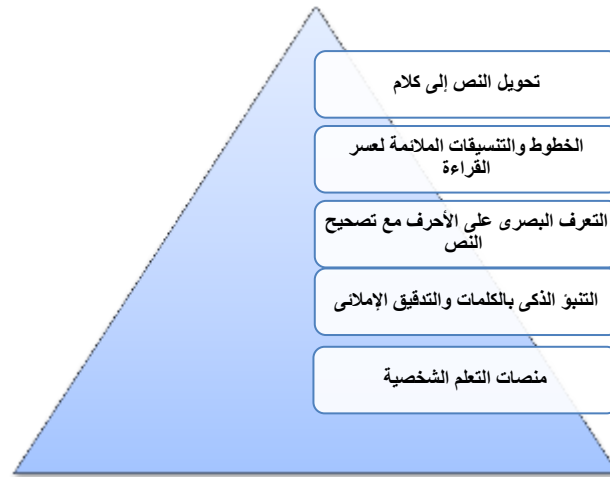 تحويل النص إلى كلام
الخطوط والتنسيقات الملائمة لعسر
القراءة
التعرف البصرى على الأحرف مع تصحيح
النص
التنبؤ الذكى بالكلمات والتدقيق الإملائى
منصات التعلم الشخصية